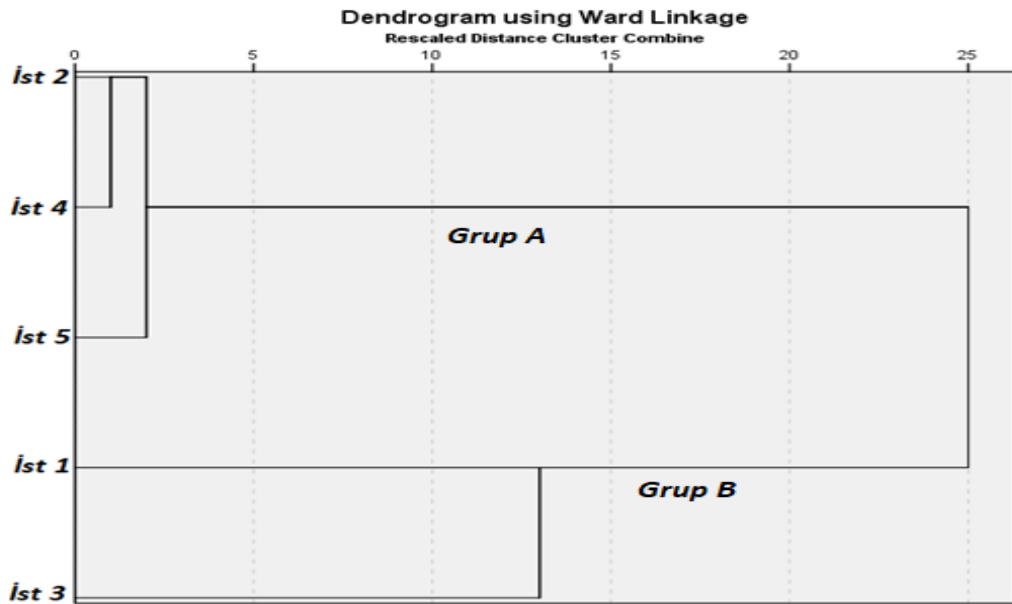 Dendrogram using Ward Linkage
Rescaled Distance Cluster Combine
0 5 10 15 20 25
İst 2
İst 4
Grup A
İst 5
İst 1
Grup B
İst 3